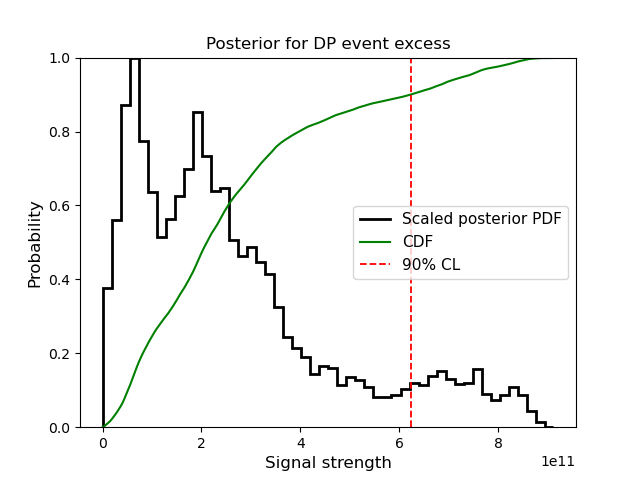 Posterior for DP event excess
1.0
0.8
0.6
0.4
0.2
0.0
Probability
Scaled posterior PDF
CDF
90% CL
0 2 4 6 8
1e11
Signal strength